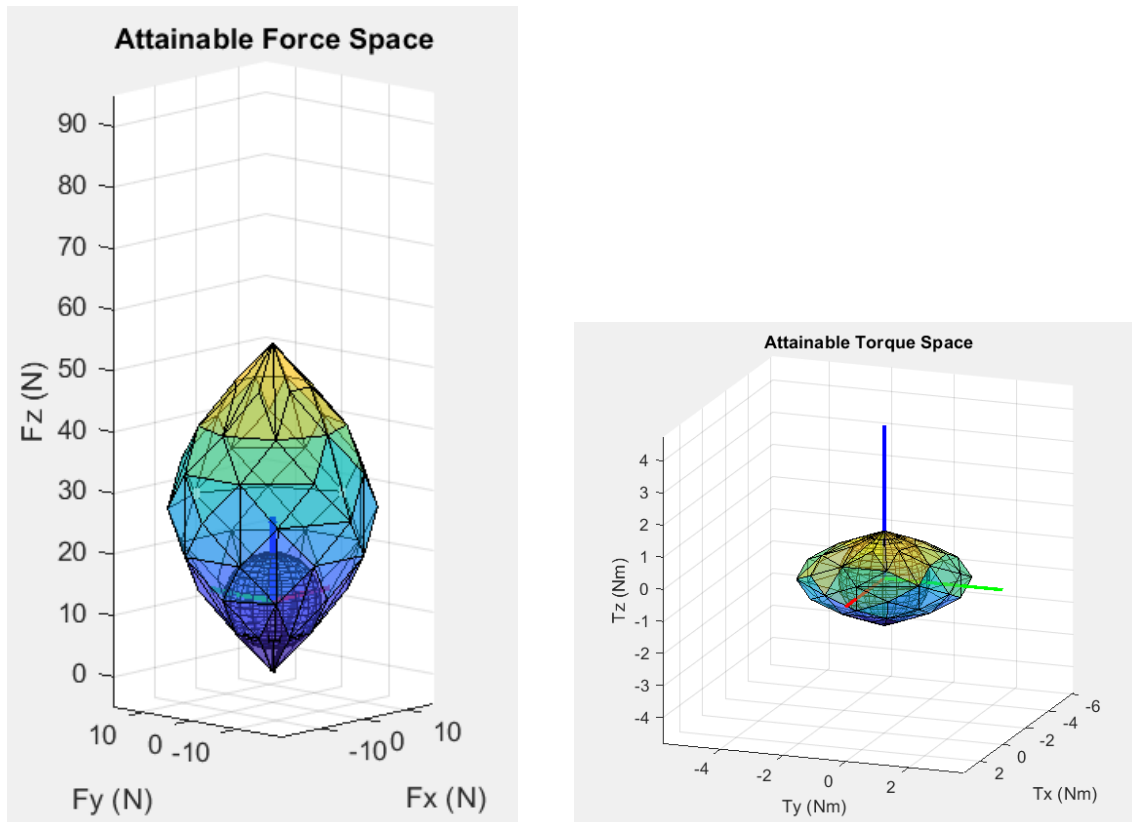 Attainable Force Space
90
80
70
60
50
40
30
20
10
0
Fz (N)
10 0 -10
-10 0 10
Fy (N)
Fx (N)
Attainable Torque Space
4
3
2
1
0
-1
-2
-3
-4
Tz (Nm)
-4 -2 0 2
Ty (Nm)
2 0 -2 -4 -6
Tx (Nm)